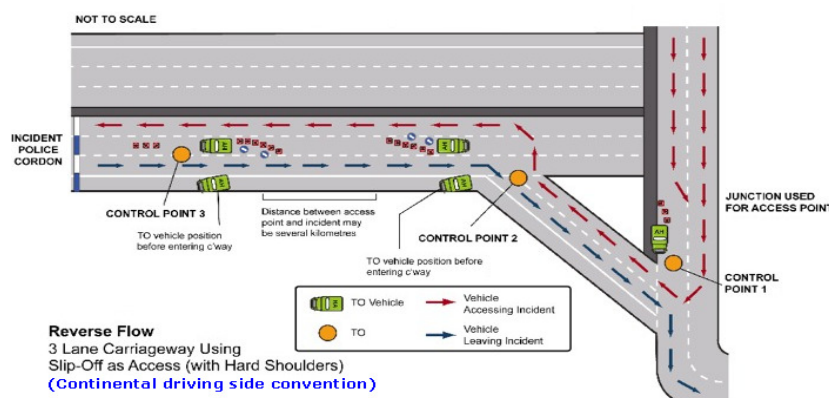 NOT TO SCALE
INCIDENT
POLICE
CORDON
CONTROL POINT 3
TO vehicle position
before entering c'way
Distance between access
point and incident may
be several kilometres
CONTROL POINT 2
TO vehicle position before
entering c'way
JUNCTION USED
FOR ACCESS POINT
CONTROL
POINT 1
TO Vehicle
Vehicle
Accessing Incident
TO
Vehicle
Leaving Incident
Reverse Flow
3 Lane Carriageway Using
Slip-Off as Access (with Hard Shoulders)
(Continental driving side convention)